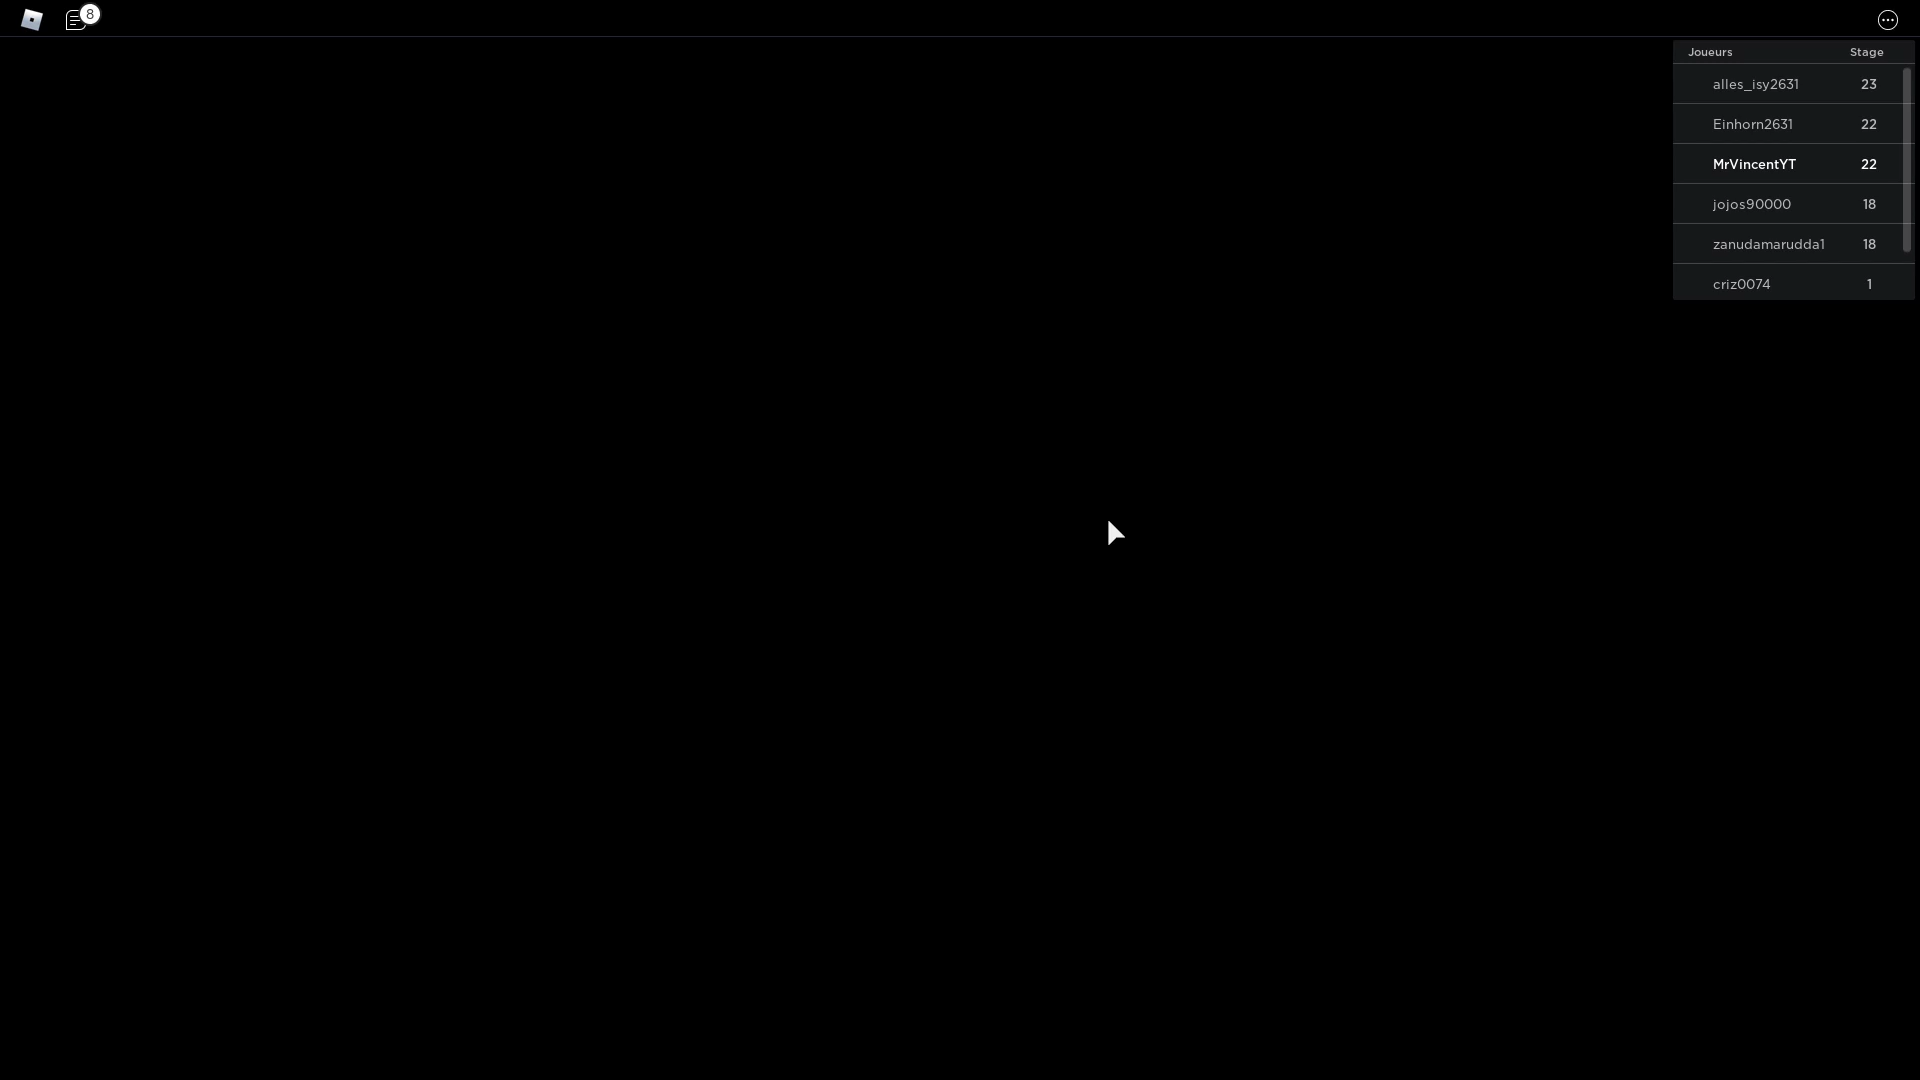 8
Joueurs Stage
alles_isy2631 23
Einhorn2631 22
MrVincentYT 22
jojos90000 18
zanudamarudda1 18
criz0074 1